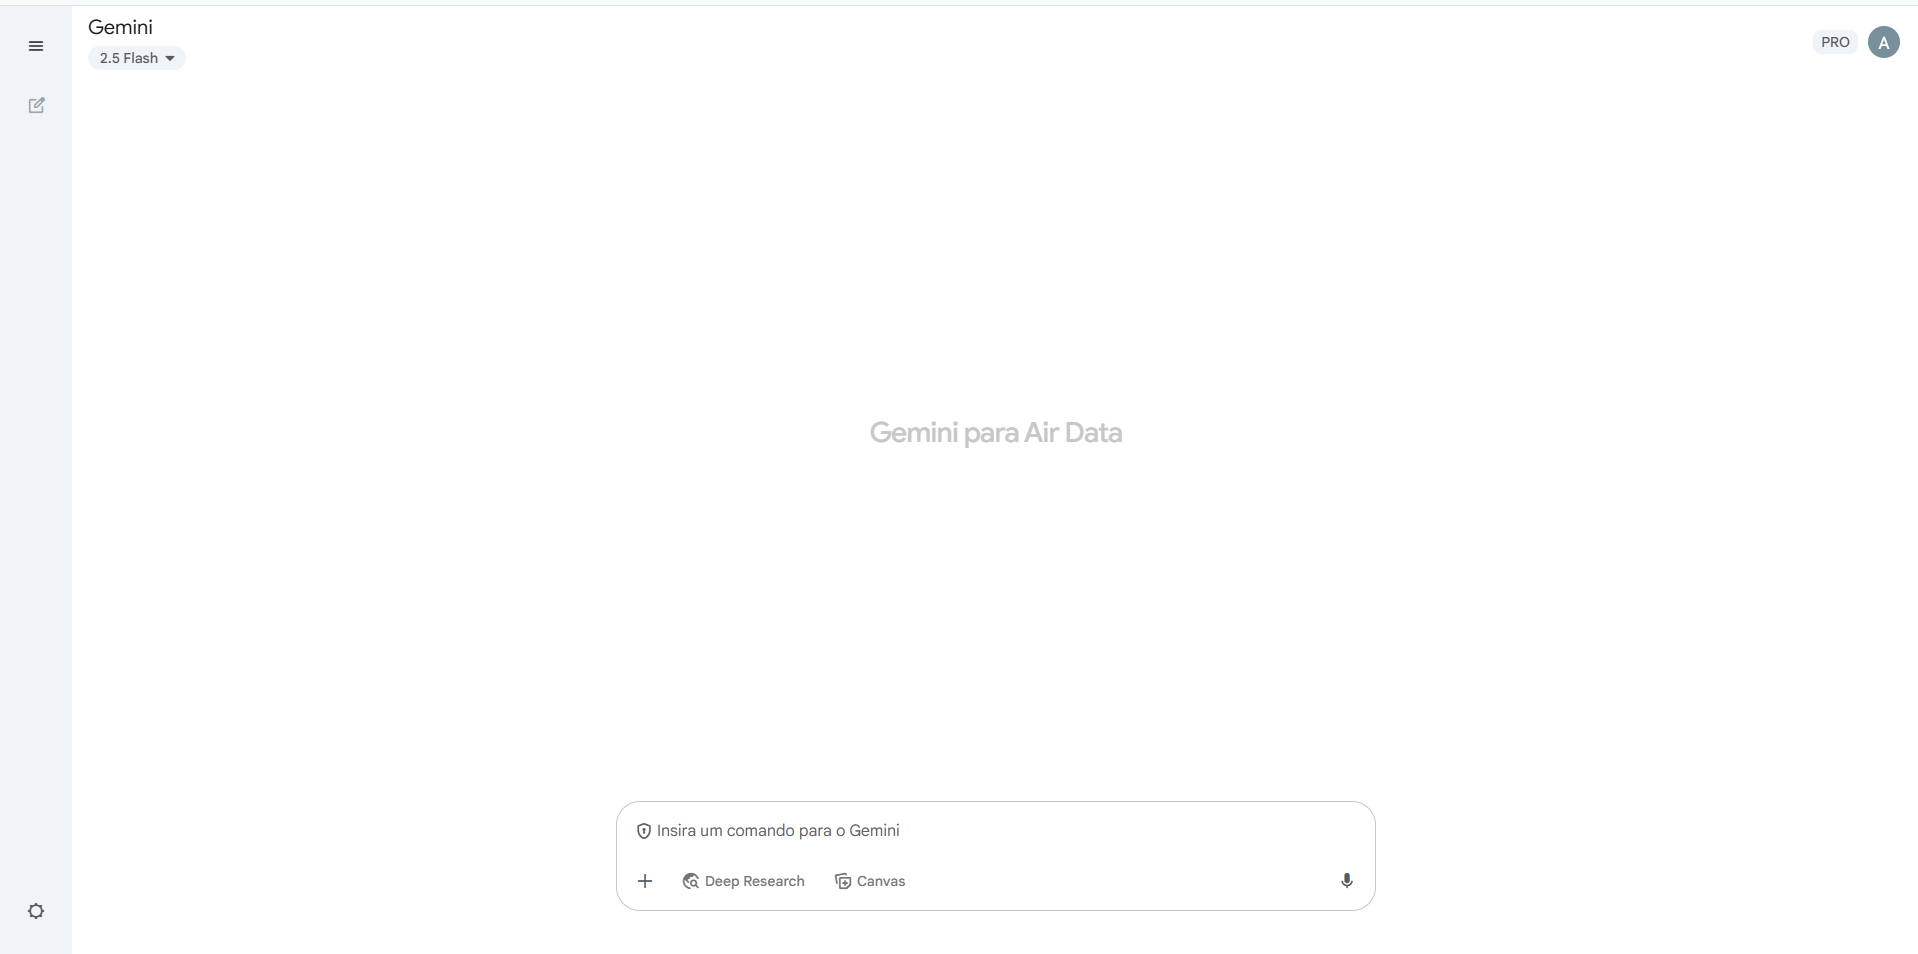 Gemini
2.5 Flash
PRO
A
Gemini para Air Data
Insira um comando para o Gemini
Deep Research
Canvas